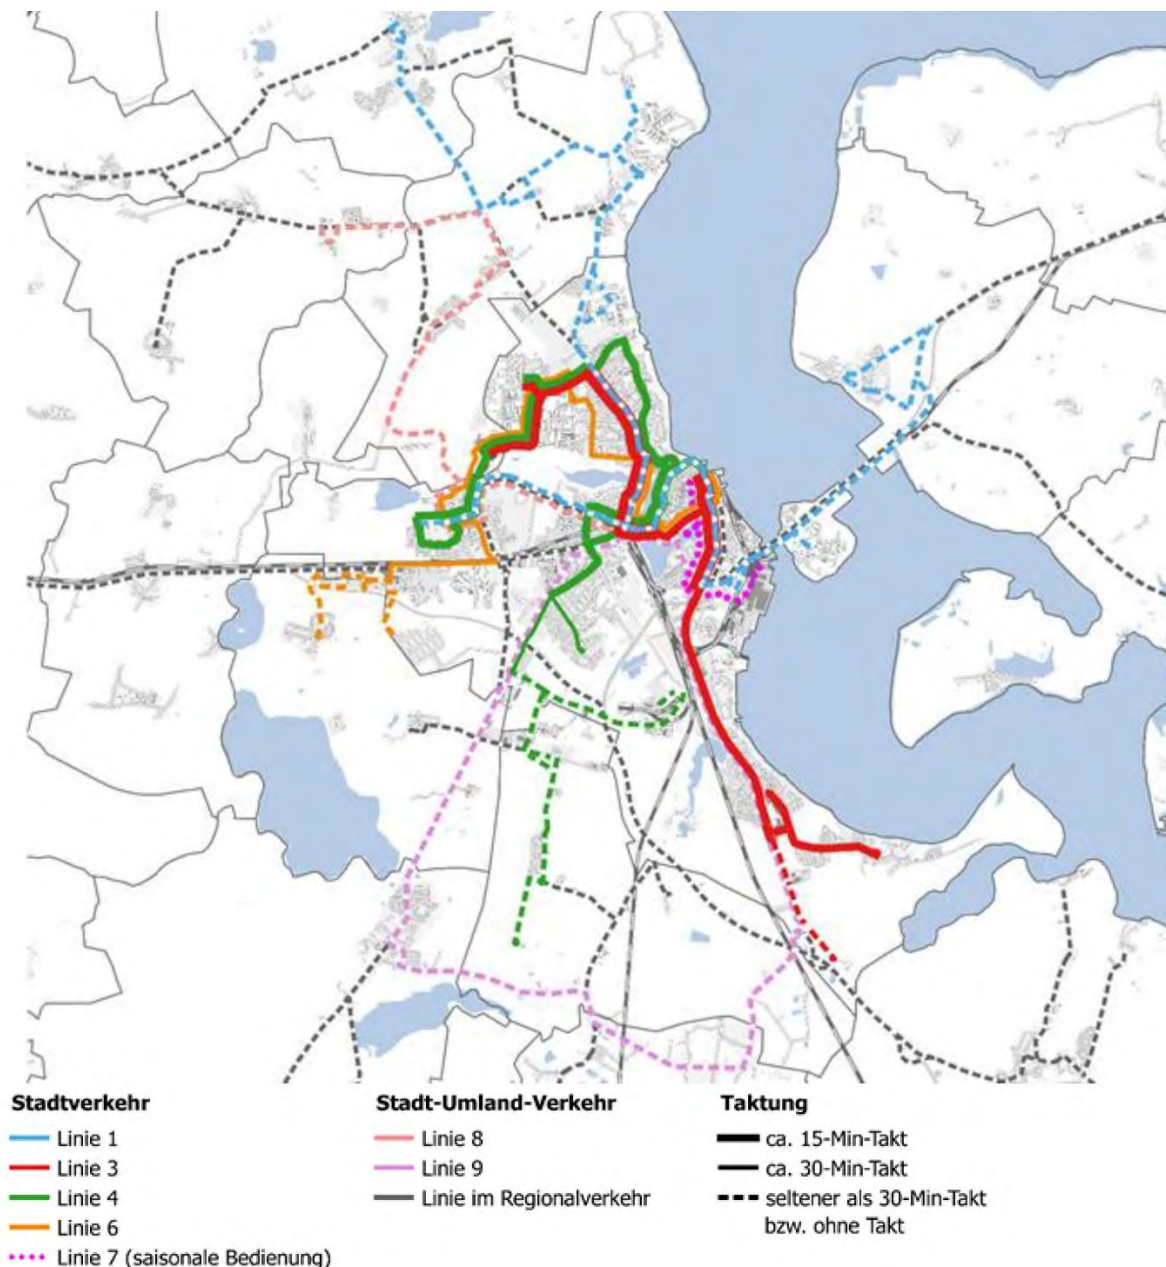 Stadtverkehr
Linie 1
Linie 3
Linie 4
Linie 6
Linie 7 (saisonale Bedienung)
Stadt-Umland-Verkehr
Linie 8
Linie 9
Linie im Regionalverkehr
Taktung
ca. 15-Min-Takt
ca. 30-Min-Takt
seltener als 30-Min-Takt
bzw. ohne Takt